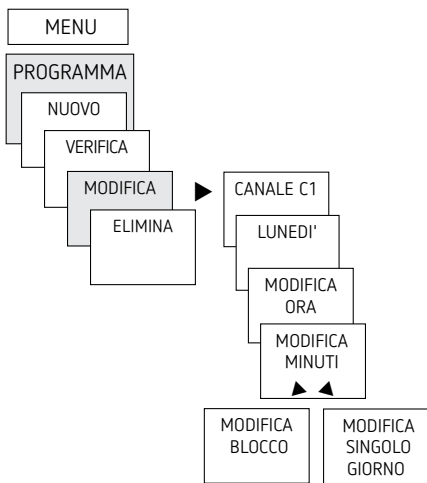 MENU
PROGRAMMA
NUOVO
VERIFICA
MODIFICA
ELIMINA
CANALE C1
LUNEDI'
MODIFICA
ORA
MODIFICA
MINUTI
MODIFICA
BLOCCO
MODIFICA
SINGOLO
GIORNO